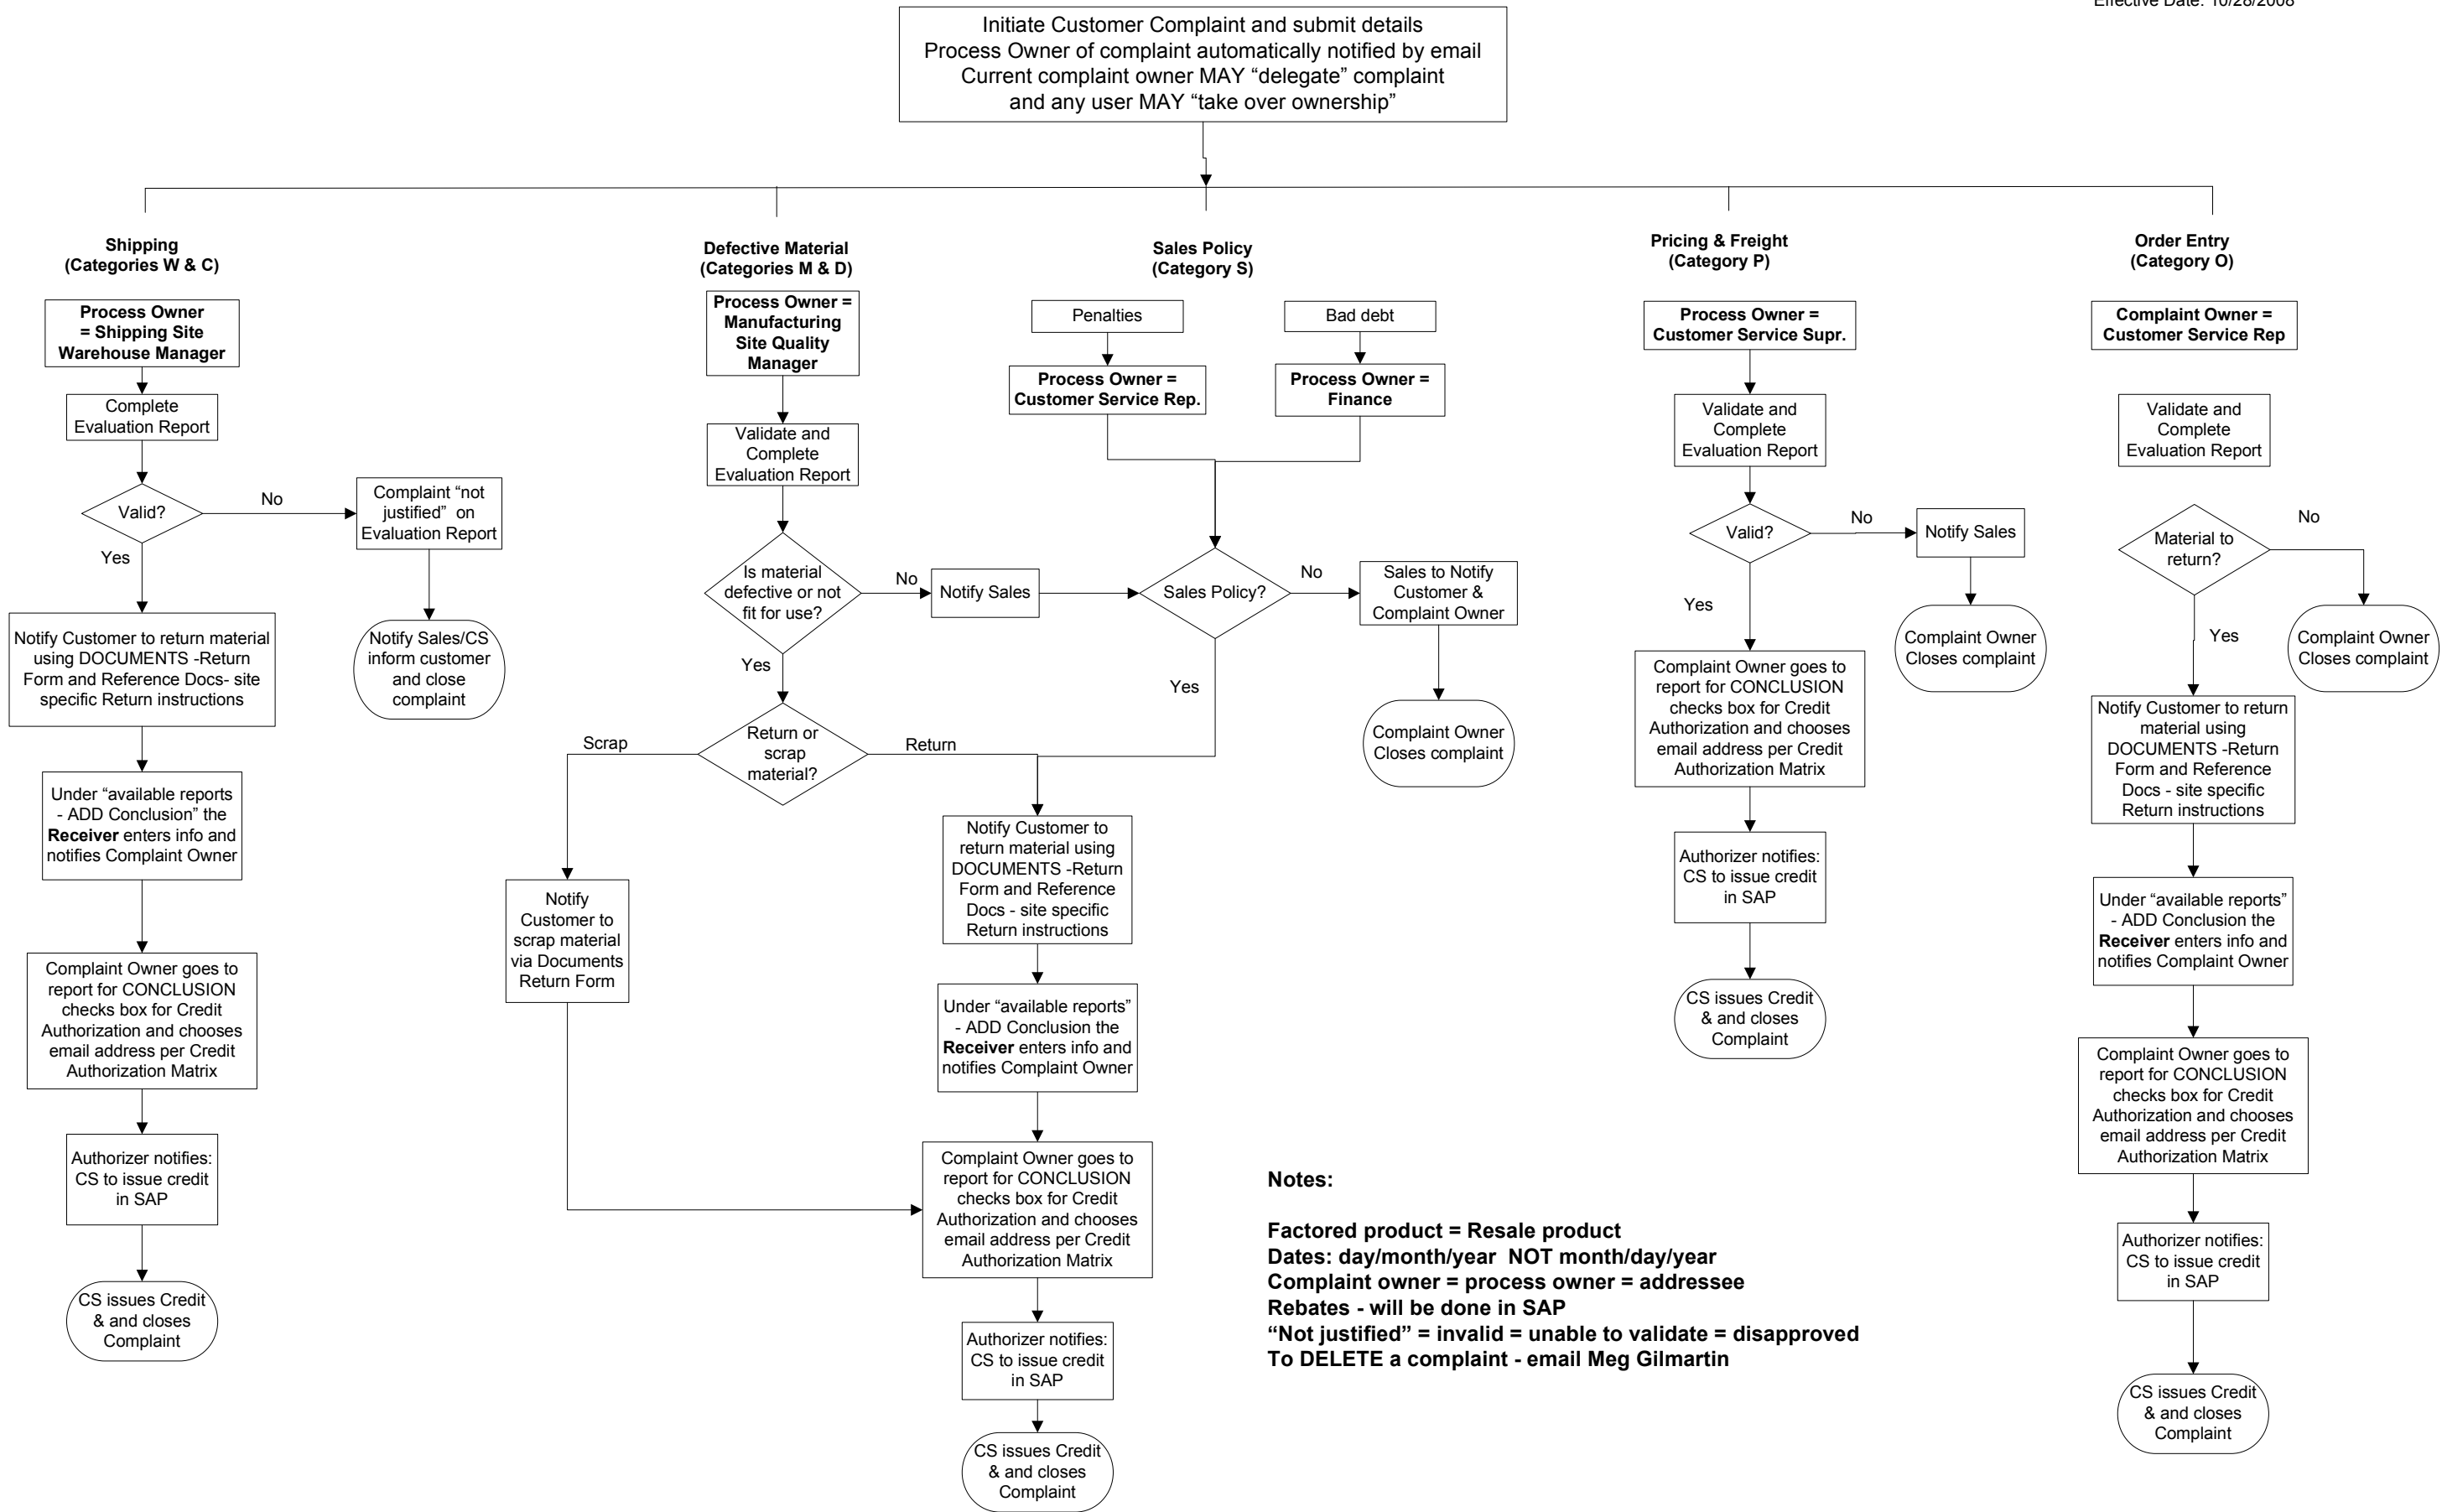 Effective Date: 10/28/2008
Initiate Customer Complaint and submit details
Process Owner of complaint automatically notified by email
Current complaint owner MAY “delegate” complaint
and any user MAY “take over ownership”
Shipping
(Categories W & C)
Process Owner
= Shipping Site
Warehouse Manager
Complete
Evaluation Report
Valid?
No
Complaint “not
justified”  on
Evaluation Report
Notify Sales/CS
inform customer
and close
complaint
Yes
Notify Customer to return material
using DOCUMENTS -Return
Form and Reference Docs- site
specific Return instructions
Under “available reports
- ADD Conclusion” the
Receiver enters info and
notifies Complaint Owner
Complaint Owner goes to
report for CONCLUSION
checks box for Credit
Authorization and chooses
email address per Credit
Authorization Matrix
Authorizer notifies:
CS to issue credit
in SAP
CS issues Credit
& and closes
Complaint
Defective Material
(Categories M & D)
Process Owner =
Manufacturing
Site Quality
Manager
Validate and
Complete
Evaluation Report
Is material
defective or not
fit for use?
No
Notify Sales
Yes
Return or
scrap
material?
Scrap
Return
Notify
Customer to
scrap material
via Documents
Return Form
Sales Policy
(Category S)
Penalties
Process Owner =
Customer Service Rep.
Bad debt
Process Owner =
Finance
Sales Policy?
No
Sales to Notify
Customer &
Complaint Owner
Complaint Owner
Closes complaint
Yes
Notify Customer to
return material using
DOCUMENTS -Return
Form and Reference
Docs - site specific
Return instructions
Under “available reports”
- ADD Conclusion the
Receiver enters info and
notifies Complaint Owner
Complaint Owner goes to
report for CONCLUSION
checks box for Credit
Authorization and chooses
email address per Credit
Authorization Matrix
Authorizer notifies:
CS to issue credit
in SAP
CS issues Credit
& and closes
Complaint
Pricing & Freight
(Category P)
Process Owner =
Customer Service Supr.
Validate and
Complete
Evaluation Report
Valid?
No
Notify Sales
Complaint Owner
Closes complaint
Yes
Complaint Owner goes to
report for CONCLUSION
checks box for Credit
Authorization and chooses
email address per Credit
Authorization Matrix
Authorizer notifies:
CS to issue credit
in SAP
CS issues Credit
& and closes
Complaint
Order Entry
(Category O)
Complaint Owner =
Customer Service Rep
Validate and
Complete
Evaluation Report
Material to
return?
No
Complaint Owner
Closes complaint
Yes
Notify Customer to return
material using
DOCUMENTS -Return
Form and Reference
Docs - site specific
Return instructions
Under “available reports”
- ADD Conclusion the
Receiver enters info and
notifies Complaint Owner
Complaint Owner goes to
report for CONCLUSION
checks box for Credit
Authorization and chooses
email address per Credit
Authorization Matrix
Authorizer notifies:
CS to issue credit
in SAP
CS issues Credit
& and closes
Complaint
Notes:
Factored product = Resale product
Dates: day/month/year  NOT month/day/year
Complaint owner = process owner = addressee
Rebates - will be done in SAP
“Not justified” = invalid = unable to validate = disapproved
To DELETE a complaint - email Meg Gilmartin